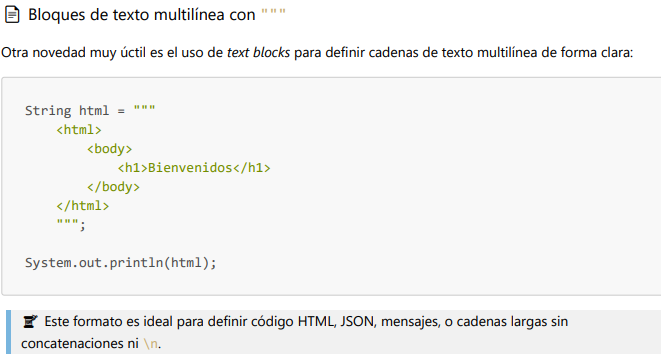 Bloques de texto multilínea con """
Otra novedad muy úctil es el uso de text blocks para definir cadenas de texto multilínea de forma clara:
String html = """
    <html>
        <body>
            <h1>Bienvenidos</h1>
        </body>
    </html>
    """;
System.out.println(html);
Este formato es ideal para definir código HTML, JSON, mensajes, o cadenas largas sin
concatenaciones ni \n.